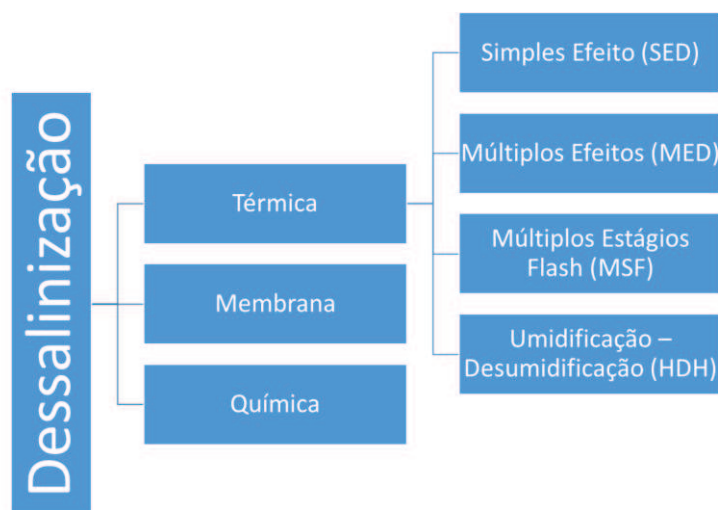 Dessalinização
Térmica
Membrana
Química
Simples Efeito (SED)
Múltiplos Efeitos (MED)
Múltiplos Estágios
Flash (MSF)
Umidificação –
Desumidificação (HDH)